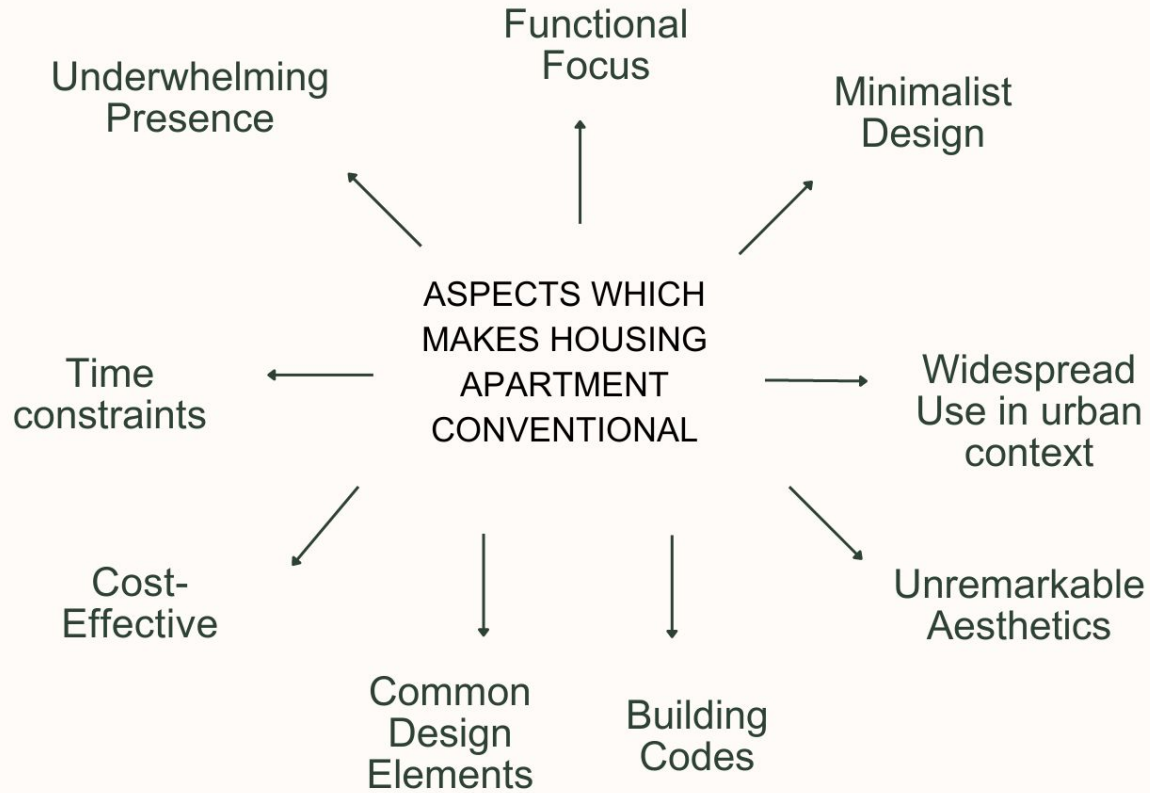 Functional
Focus
Underwhelming
Presence
Minimalist
Design
ASPECTS WHICH
MAKES HOUSING
APARTMENT
CONVENTIONAL
Time
constraints
Widespread
Use in urban
context
Cost-
Effective
Unremarkable
Aesthetics
Common
Design
Elements
Building
Codes